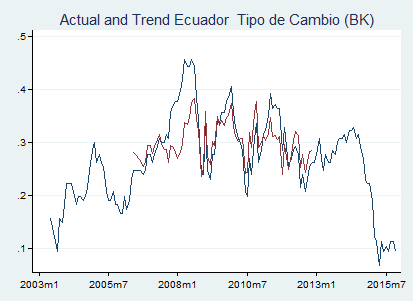 Actual and Trend Ecuador  Tipo de Cambio (BK)
.5
.4
.3
.2
.1
2003m1 2005m7 2008m1 2010m7 2013m1 2015m7